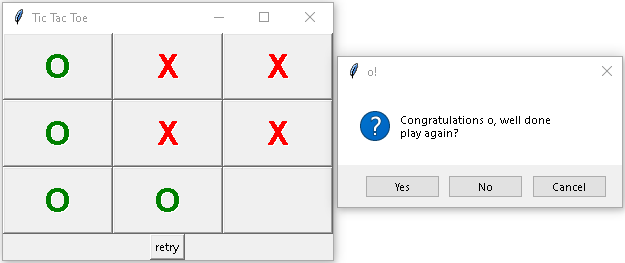 Tic Tac Toe
O X X
O X X
O O
retry
o!
Congratulations o, well done
play again?
Yes No Cancel